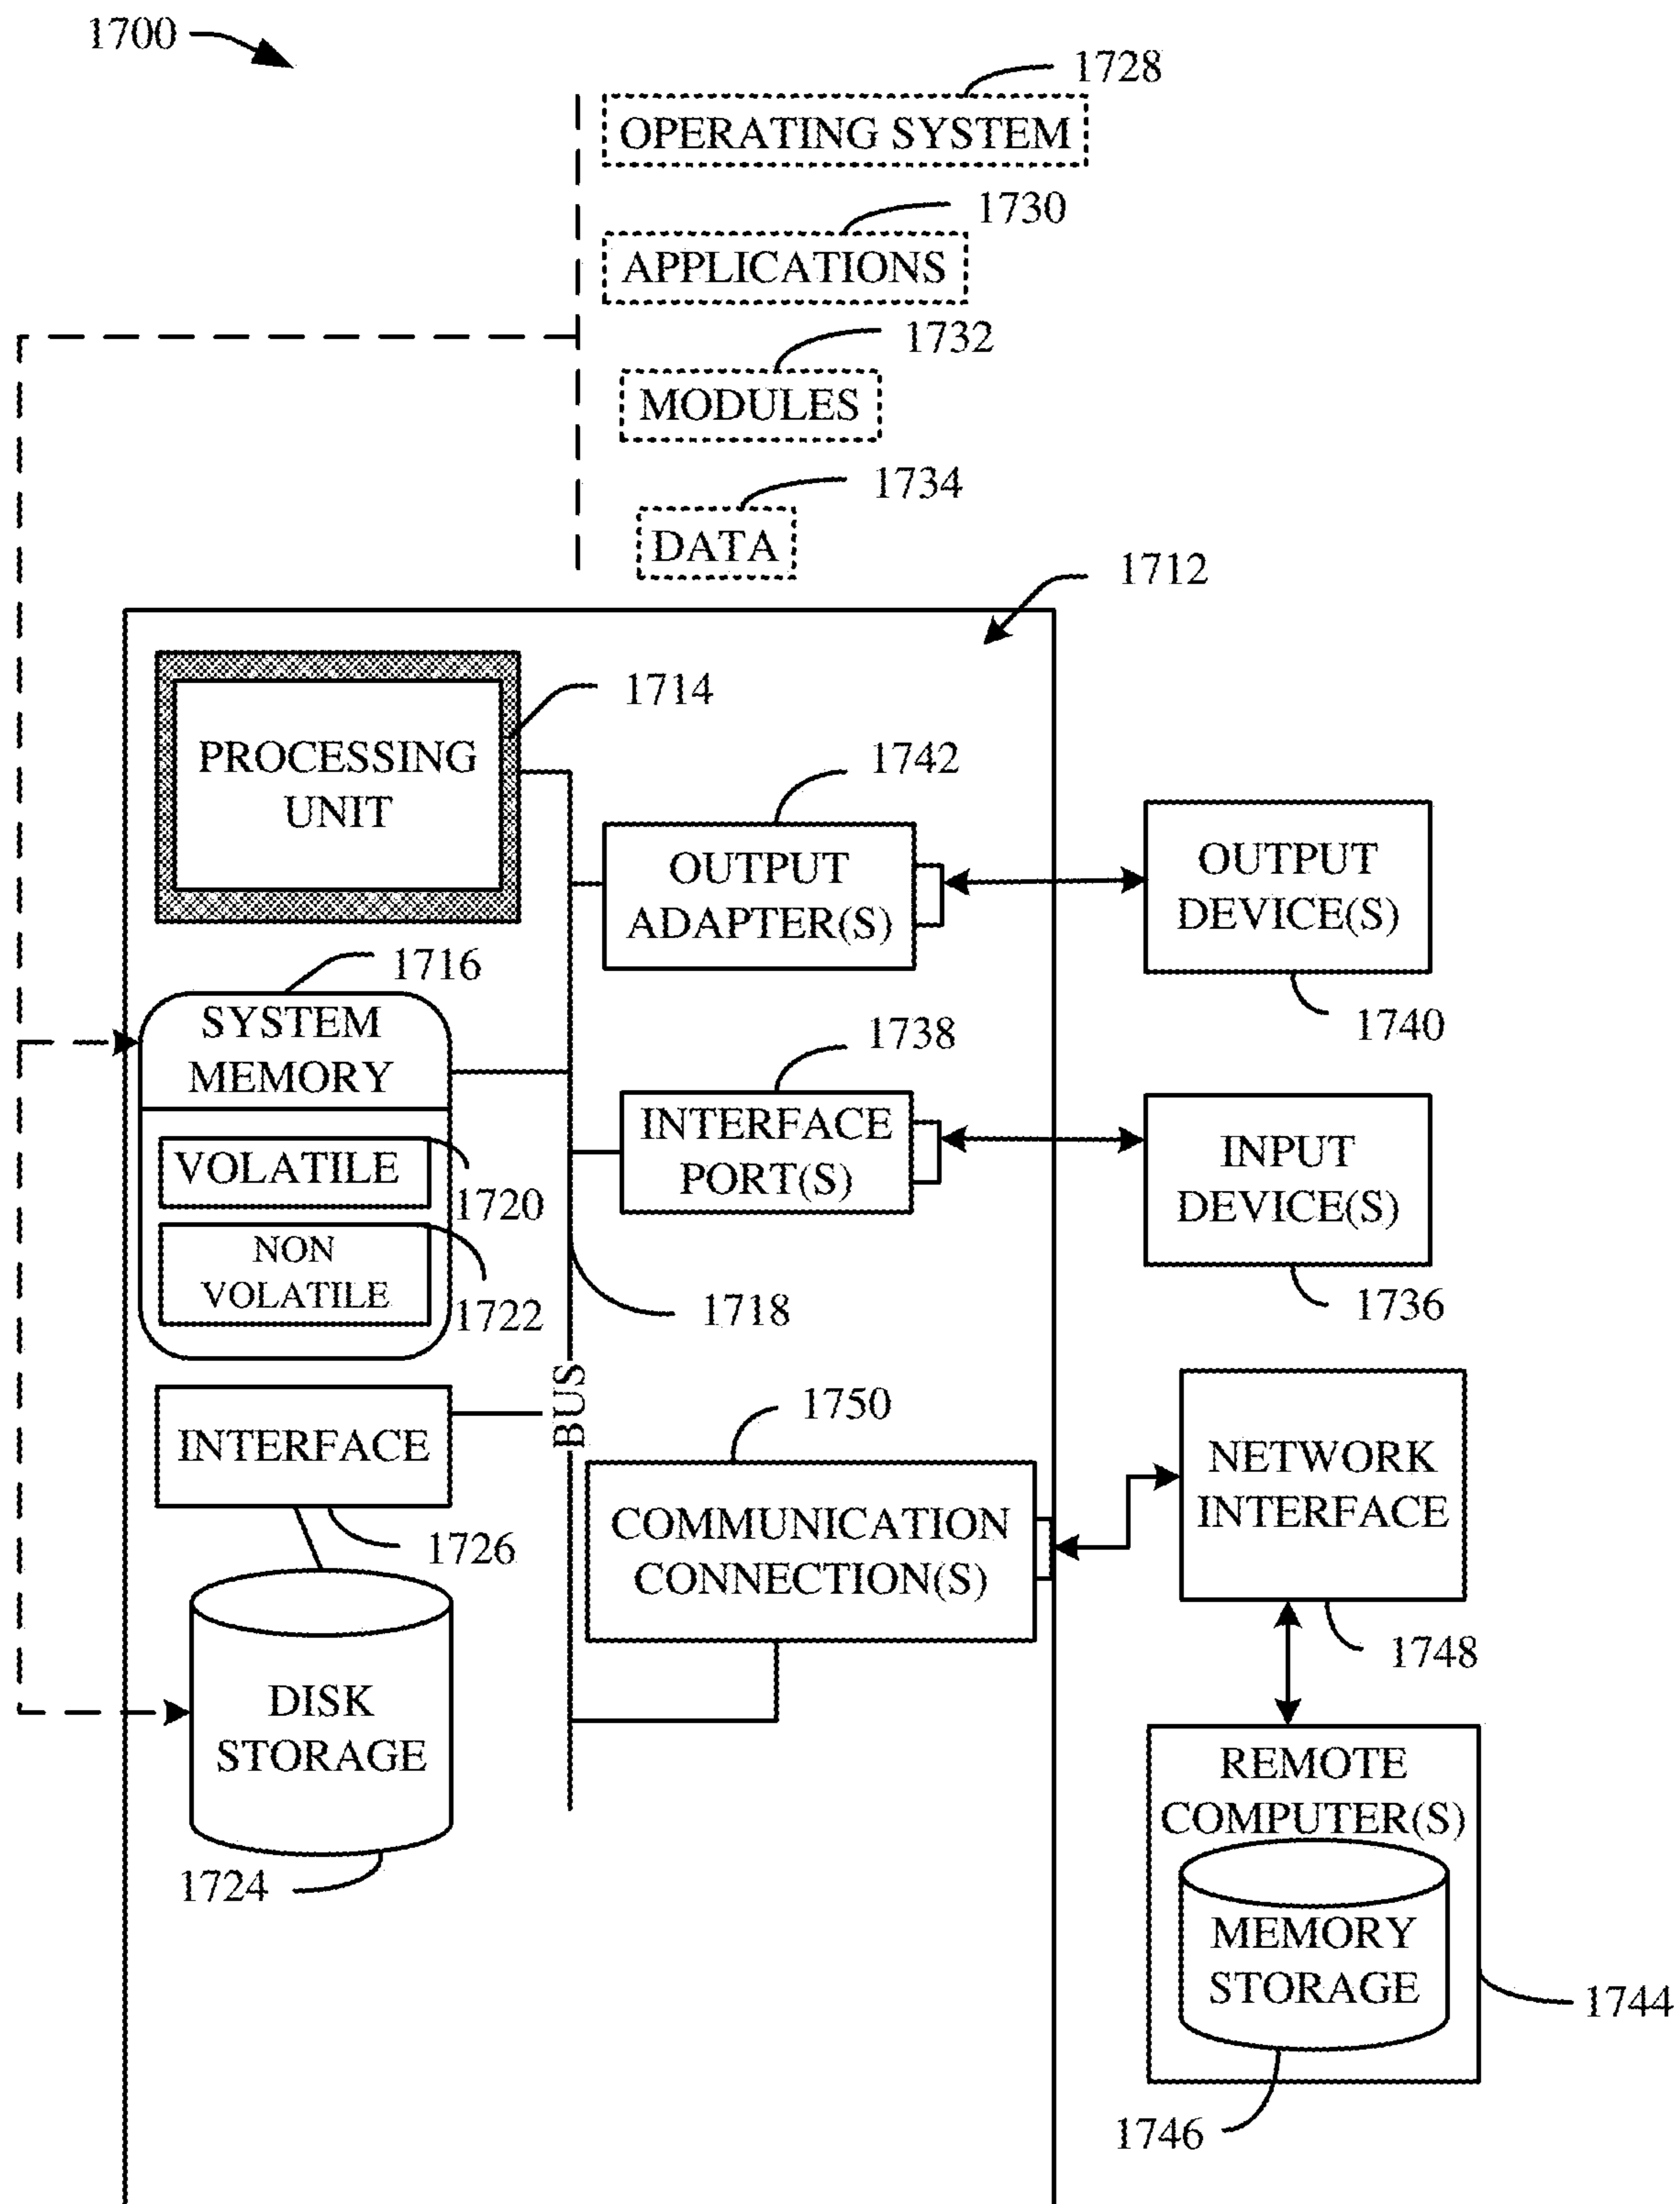 1700
1728
OPERATING SYSTEM
1730
APPLICATIONS
1732
MODULES
1734
DATA
1712
1714
PROCESSING
UNIT
1742
OUTPUT
ADAPTER(S)
OUTPUT
DEVICE(S)
1740
1716
SYSTEM
MEMORY
VOLATILE
1720
NON
VOLATILE
1722
1738
INTERFACE
PORT(S)
INPUT
DEVICE(S)
1736
1718
BUS
INTERFACE
1726
1750
COMMUNICATION
CONNECTION(S)
NETWORK
INTERFACE
1748
DISK
STORAGE
1724
REMOTE
COMPUTER(S)
MEMORY
STORAGE
1744
1746